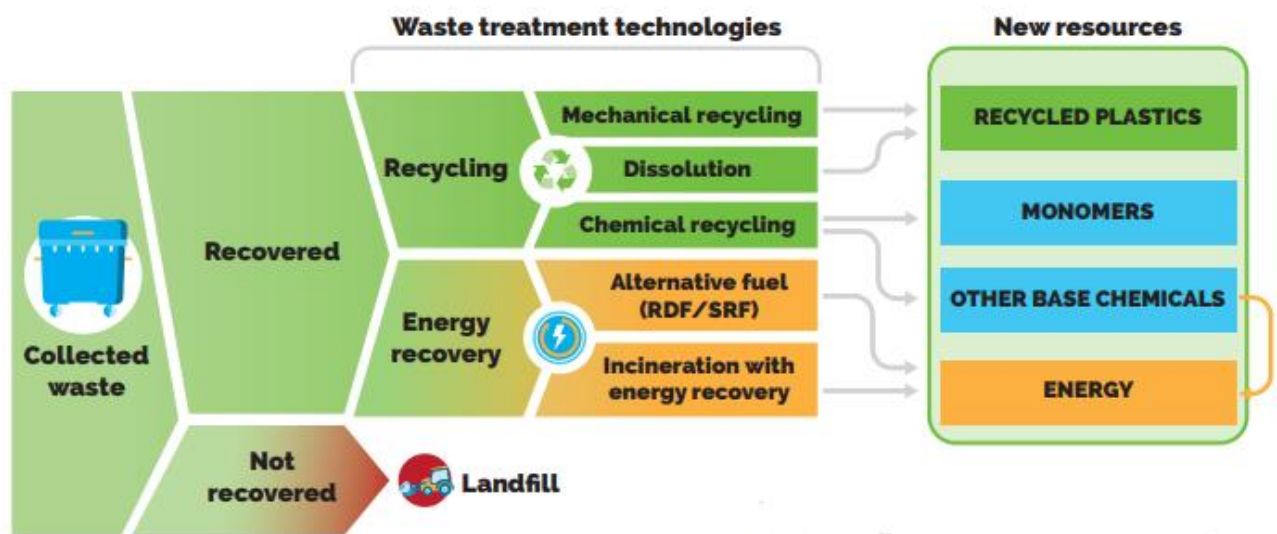 Waste treatment technologies
New resources
Mechanical recycling
Recycling
Dissolution
Chemical recycling
Recovered
Alternative fuel
(RDF/SRF)
Energy
recovery
Incineration with
energy recovery
Collected
waste
Not
recovered
Landfill
RECYCLED PLASTICS
MONOMERS
OTHER BASE CHEMICALS
ENERGY